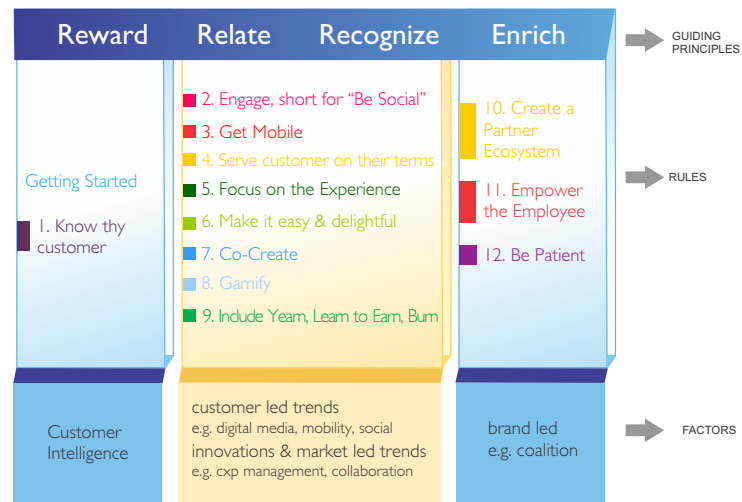 Reward Relate Recognize Enrich
GUIDING
PRINCIPLES
Getting Started
1. Know thy
customer
2. Engage, short for “Be Social”
3. Get Mobile
4. Serve customer on their terms
5. Focus on the Experience
6. Make it easy & delightful
7. Co-Create
8. Gamify
9. Include Yearn, Learn to Earn, Burn
10. Create a
Partner
Ecosystem
11. Empower
the Employee
12. Be Patient
RULES
Customer
Intelligence
customer led trends
e.g. digital media, mobility, social
innovations & market led trends
e.g. cxp management, collaboration
brand led
e.g. coalition
FACTORS